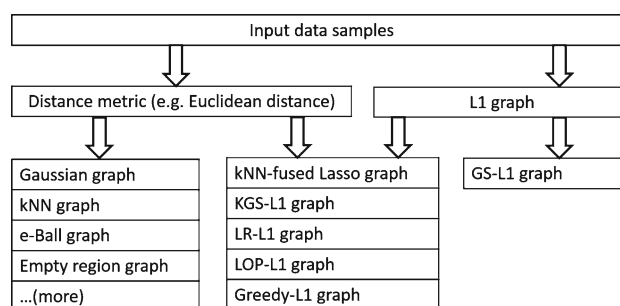 Input data samples
Distance metric (e.g. Euclidean distance)
L1 graph
Gaussian graph
kNN graph
e-Ball graph
Empty region graph
...(more)
kNN-fused Lasso graph
KGS-L1 graph
LR-L1 graph
LOP-L1 graph
Greedy-L1 graph
GS-L1 graph